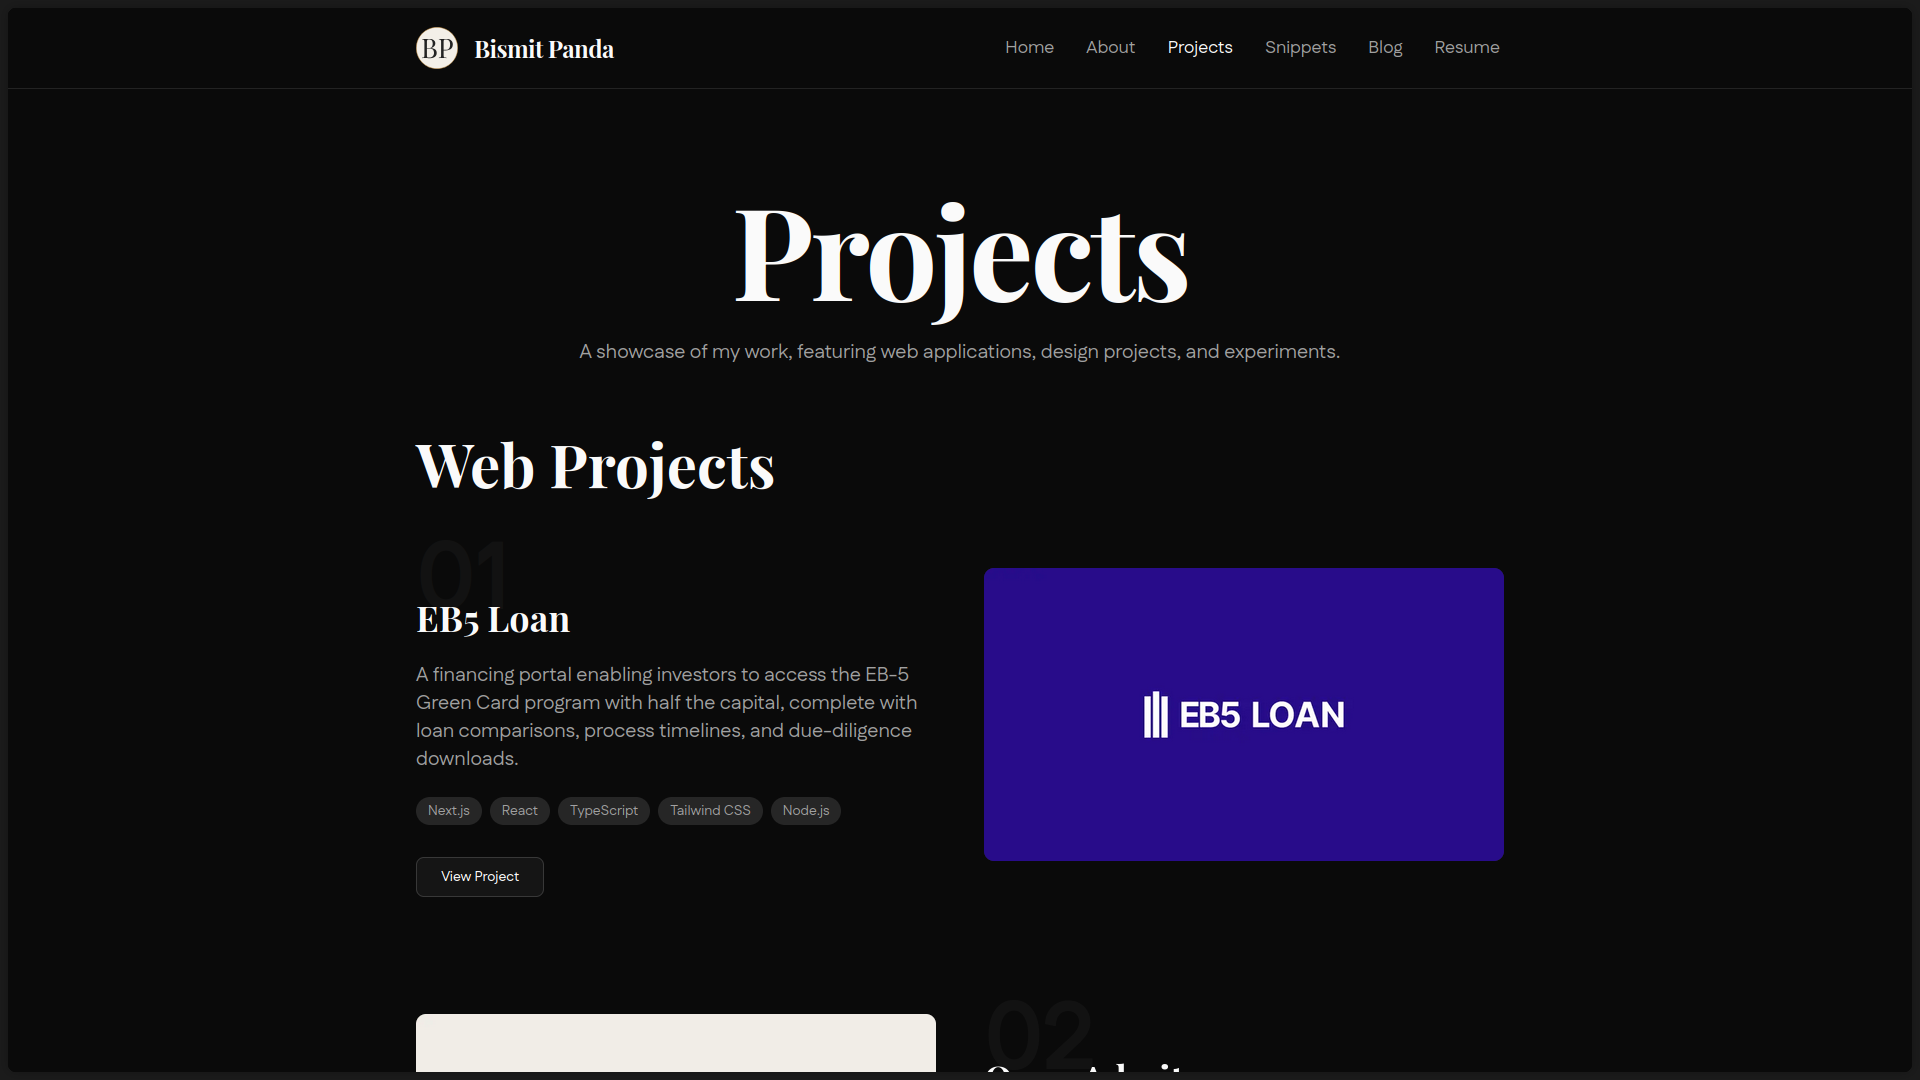 BP
Bismit Panda
Home
About
Projects
Snippets
Blog
Resume
Projects
A showcase of my work, featuring web applications, design projects, and experiments.
Web Projects
01
EB5 Loan
A financing portal enabling investors to access the EB-5
Green Card program with half the capital, complete with
loan comparisons, process timelines, and due-diligence
downloads.
Next.js
React
TypeScript
Tailwind CSS
Node.js
View Project
EB5 LOAN
02